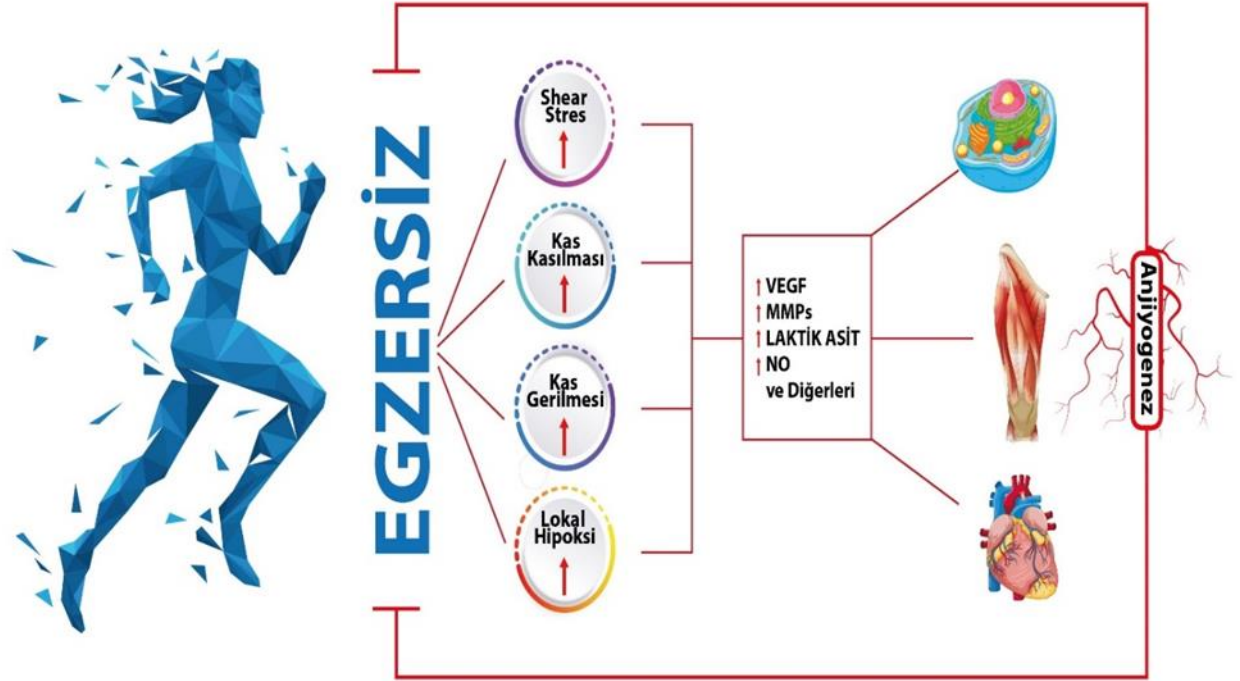 EGZERSİZ
Shear
Stres
Kas
Kasılması
Kas
Gerilmesi
Lokal
Hipoksi
↑ VEGF
↑ MMPs
↑ LAKTİK ASİT
↑ NO
ve Diğerleri
Anjiyogenez